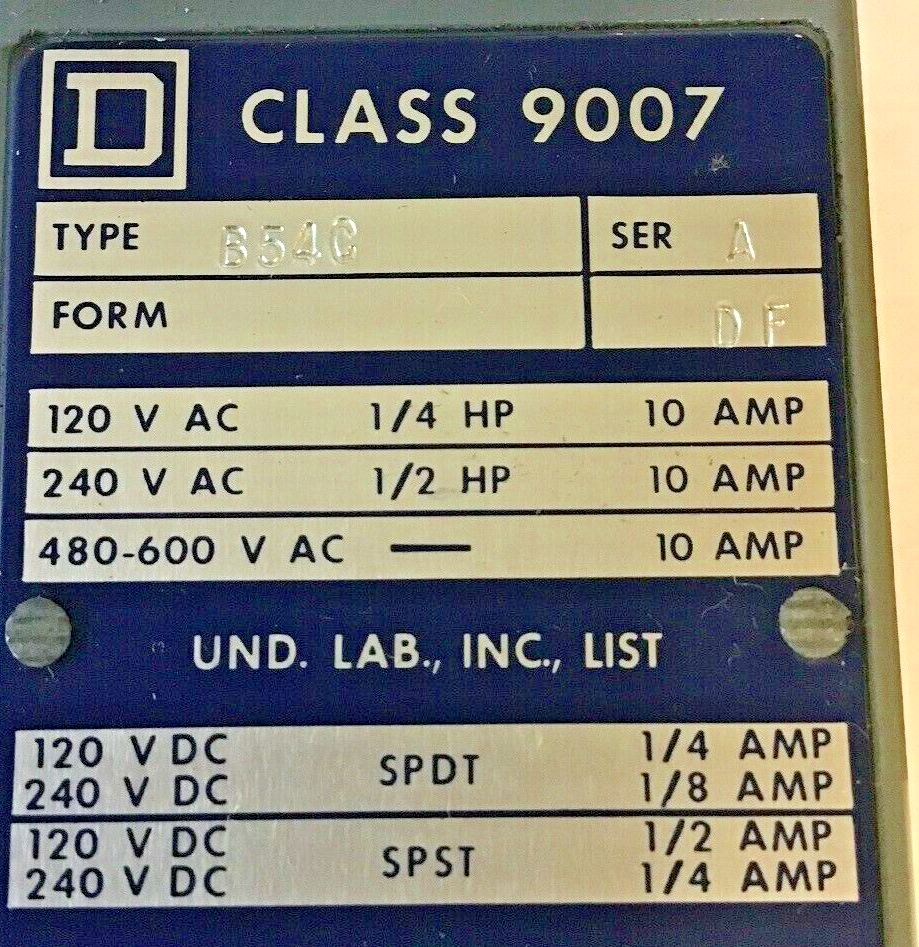 D CLASS 9007
TYPE B54C SER A
FORM DF
120 V AC 1/4 HP 10 AMP
240 V AC 1/2 HP 10 AMP
480-600 V AC — 10 AMP
UND. LAB., INC., LIST
120 V DC SPDT 1/4 AMP
240 V DC 1/8 AMP
120 V DC SPST 1/2 AMP
240 V DC 1/4 AMP